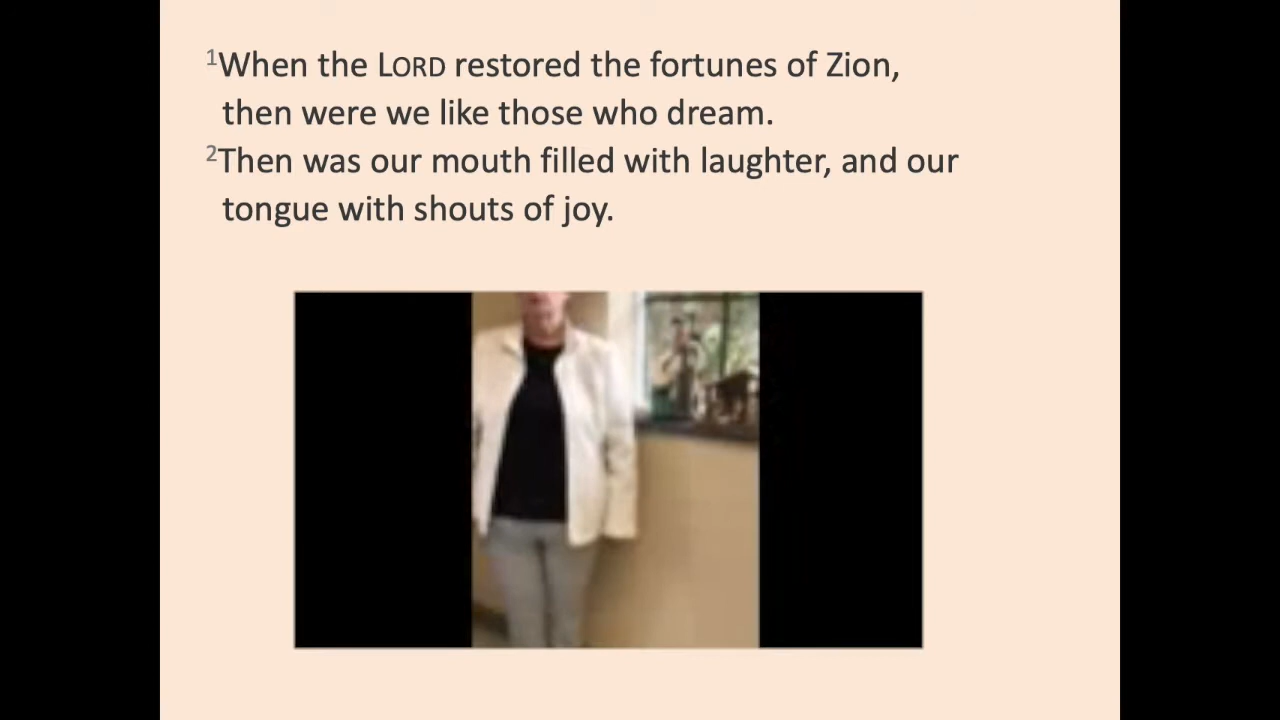 ¹When the LORD restored the fortunes of Zion,
then were we like those who dream.
²Then was our mouth filled with laughter, and our
tongue with shouts of joy.